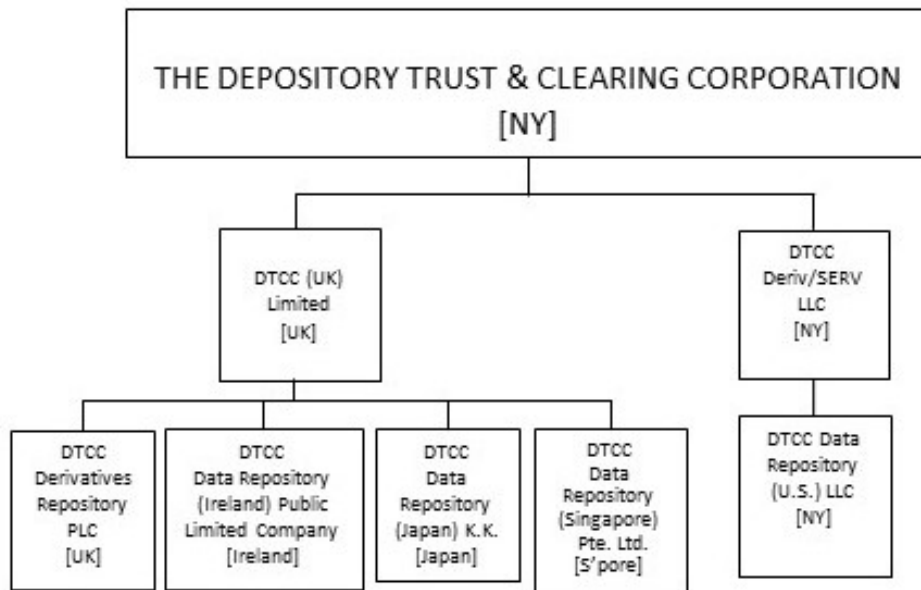 THE DEPOSITORY TRUST & CLEARING CORPORATION
[NY]
DTCC (UK)
Limited
[UK]
DTCC
Deriv/SERV
LLC
[NY]
DTCC
Derivatives
Repository
PLC
[UK]
DTCC
Data Repository
(Ireland) Public
Limited Company
[Ireland]
DTCC
Data
Repository
(Japan) K.K.
[Japan]
DTCC
Data
Repository
(Singapore)
Pte. Ltd.
[S'pore]
DTCC Data
Repository
(U.S.) LLC
[NY]